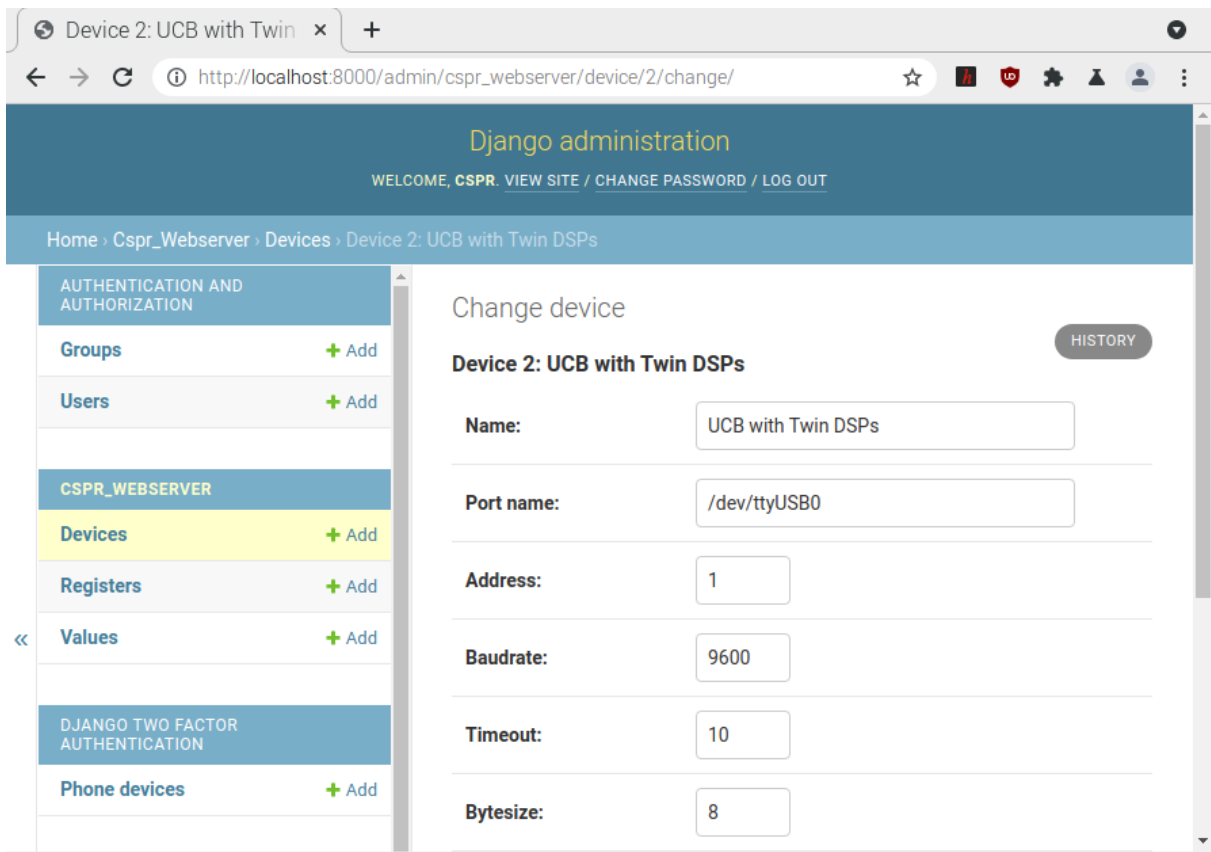 Device 2: UCB with Twin
http://localhost:8000/admin/cspr_webserver/device/2/change/
Django administration
WELCOME, CSPR. VIEW SITE / CHANGE PASSWORD / LOG OUT
Home › Cspr_Webserver › Devices › Device 2: UCB with Twin DSPs
AUTHENTICATION AND
AUTHORIZATION
Groups + Add
Users + Add
CSPR_WEBSERVER
Devices + Add
Registers + Add
Values + Add
«
DJANGO TWO FACTOR
AUTHENTICATION
Phone devices + Add
Change device
HISTORY
Device 2: UCB with Twin DSPs
Name: UCB with Twin DSPs
Port name: /dev/ttyUSB0
Address: 1
Baudrate: 9600
Timeout: 10
Bytesize: 8